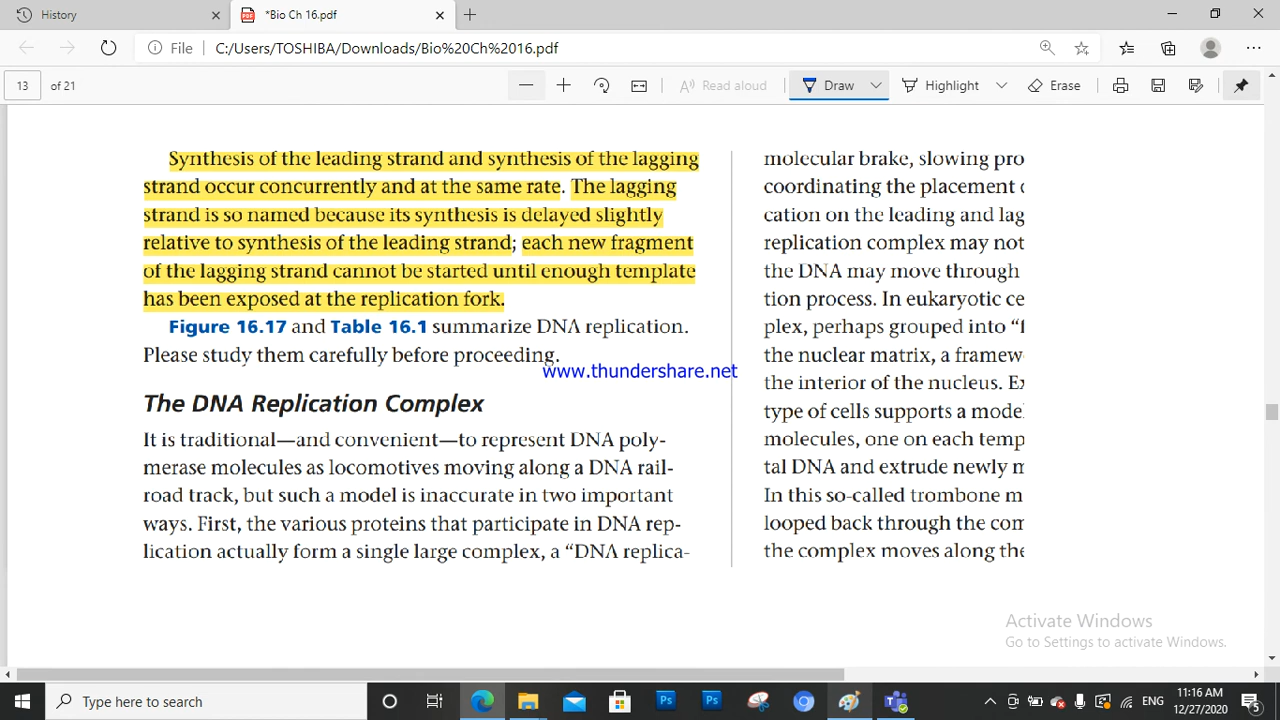 History
*Bio Ch 16.pdf
File
C:/Users/TOSHIBA/Downloads/Bio%20Ch%2016.pdf
13 of 21
Read aloud
Draw
Highlight
Erase
Synthesis of the leading strand and synthesis of the lagging
strand occur concurrently and at the same rate. The lagging
strand is so named because its synthesis is delayed slightly
relative to synthesis of the leading strand; each new fragment
of the lagging strand cannot be started until enough template
has been exposed at the replication fork.
Figure 16.17 and Table 16.1 summarize DNA replication.
Please study them carefully before proceeding.
www.thundershare.net
The DNA Replication Complex
It is traditional—and convenient—to represent DNA poly-
merase molecules as locomotives moving along a DNA rail-
road track, but such a model is inaccurate in two important
ways. First, the various proteins that participate in DNA rep-
lication actually form a single large complex, a “DNA replica-
molecular brake, slowing pro
coordinating the placement
cation on the leading and lag
replication complex may not
the DNA may move through
tion process. In eukaryotic ce
plex, perhaps grouped into “f
the nuclear matrix, a framew
the interior of the nucleus. Ex
type of cells supports a model
molecules, one on each temp
tal DNA and extrude newly m
In this so-called trombone m
looped back through the com
the complex moves along the
Activate Windows
Go to Settings to activate Windows.
Type here to search
Ps
Ps
ENG
11:16 AM
12/27/2020
5